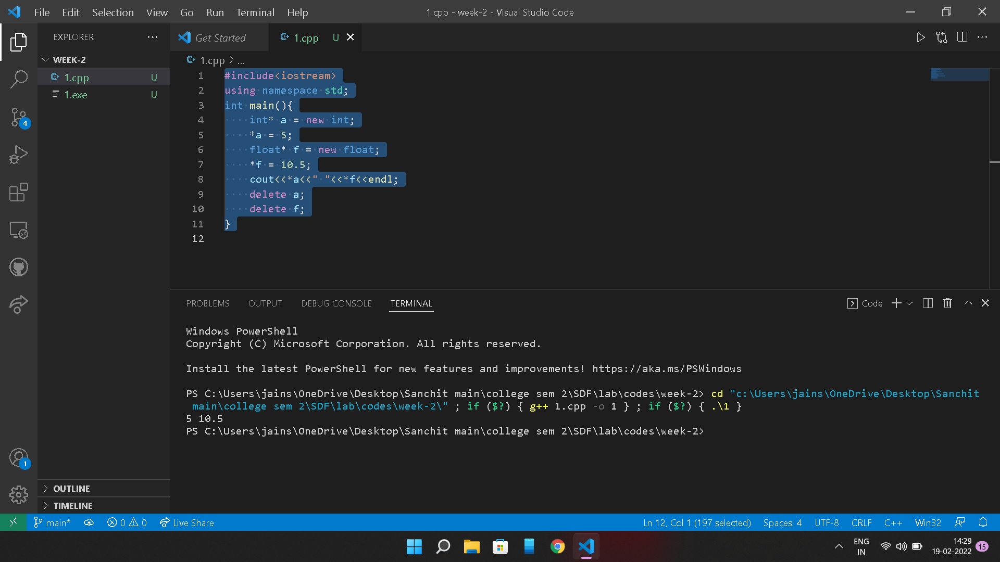 File Edit Selection View Go Run Terminal Help
1.cpp - week-2 - Visual Studio Code
EXPLORER
WEEK-2
1.cpp U
1.exe U
Get Started
1.cpp U
1.cpp > ...
1 #include<iostream>
2 using namespace std;
3 int main(){
4     int* a = new int;
5     *a = 5;
6     float* f = new float;
7     *f = 10.5;
8     cout<<*a<<" "<<*f<<endl;
9     delete a;
10     delete f;
11 }
12
4
1
OUTLINE
TIMELINE
PROBLEMS OUTPUT DEBUG CONSOLE TERMINAL
Code
Windows PowerShell
Copyright (C) Microsoft Corporation. All rights reserved.
Install the latest PowerShell for new features and improvements! https://aka.ms/PSWindows
PS C:\Users\jains\OneDrive\Desktop\Sanchit main\college sem 2\SDF\lab\codes\week-2> cd "c:\Users\jains\OneDrive\Desktop\Sanchit
main\college sem 2\SDF\lab\codes\week-2\" ; if ($?) { g++ 1.cpp -o 1 } ; if ($?) { .\1 }
5 10.5
PS C:\Users\jains\OneDrive\Desktop\Sanchit main\college sem 2\SDF\lab\codes\week-2>
main* 0 0 Live Share
Ln 12, Col 1 (197 selected) Spaces: 4 UTF-8 CRLF C++ Win32
ENG
IN
14:29
19-02-2022
15